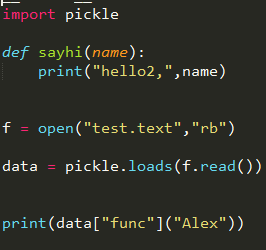 import pickle
def sayhi(name):
    print("hello2,",name)
f = open("test.text","rb")
data = pickle.loads(f.read())
print(data["func"]("Alex"))